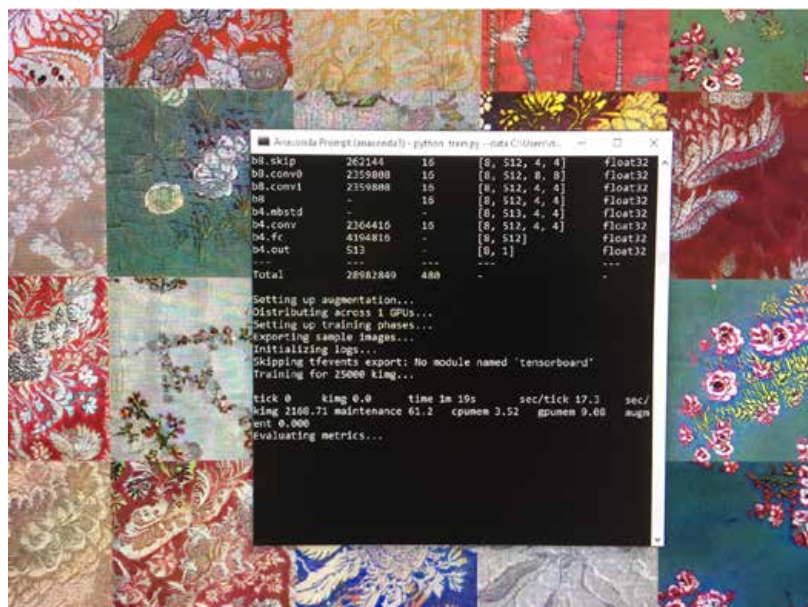 Anaconda Prompt (anaconda3) - python train.py --data C:\Users\
b8.skip 262144 16 [8, 512, 4, 4] float32
b8.conv0 2359808 16 [8, 512, 8, 8] float32
b8.conv1 2359808 16 [8, 512, 4, 4] float32
b8 - 16 [8, 512, 4, 4] float32
b4.mbstd - - [8, 513, 4, 4] float32
b4.conv 2364416 16 [8, 512, 4, 4] float32
b4.fc 4194816 - [8, 512] float32
b4.out 513 - [8, 1] float32
--- --- --- --- ---
Total 28982849 480 - -
Setting up augmentation...
Distributing across 1 GPUs...
Setting up training phases...
Exporting sample images...
Initializing logs...
Skipping tfevents export: No module named 'tensorboard'
Training for 25000 kimg...
tick 0 kimg 0.0 time 1m 19s sec/tick 17.3 sec/
kimg 2168.71 maintenance 61.2 cpumem 3.52 gpumem 9.08 augm
ent 0.000
Evaluating metrics...